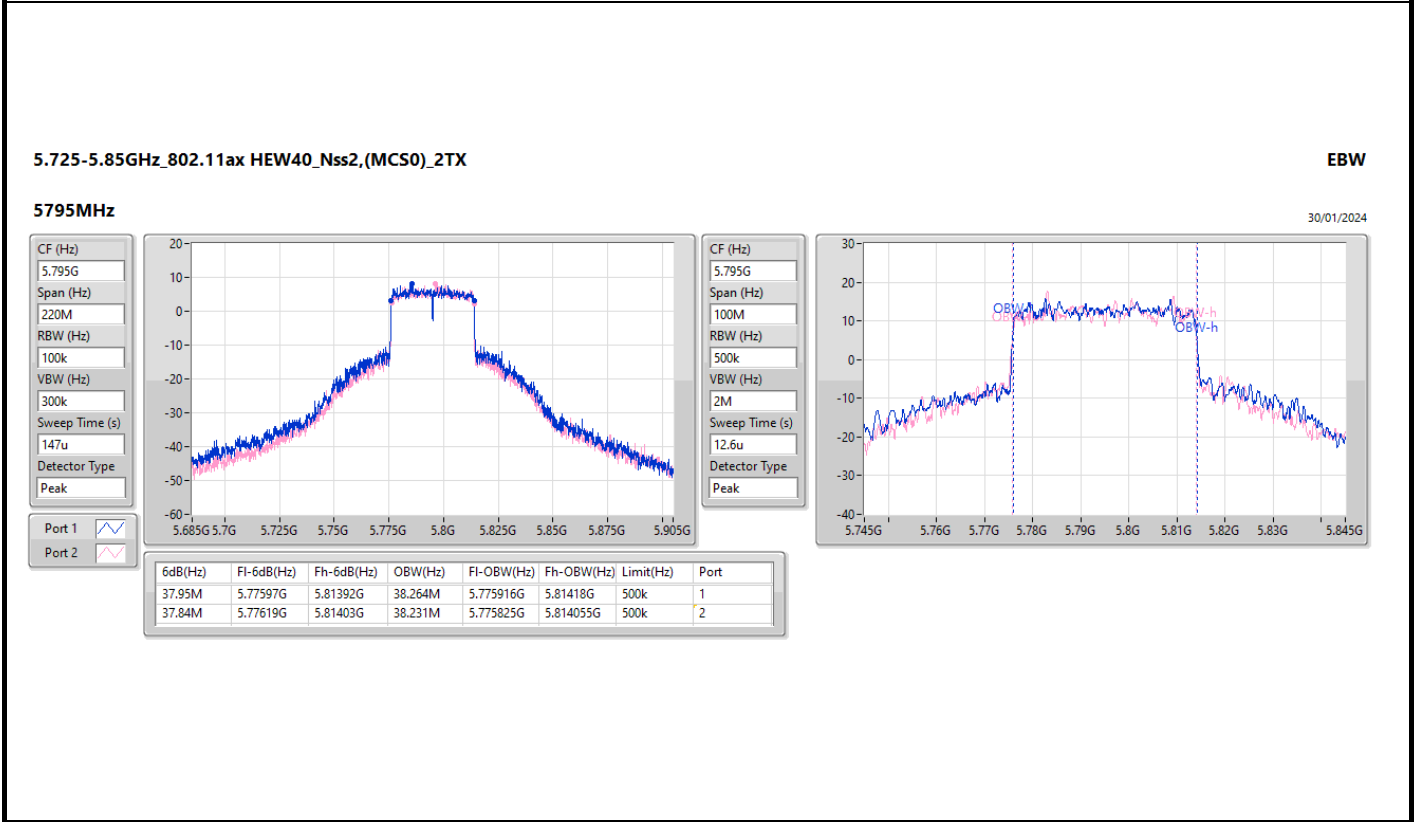 5.725-5.85GHz_802.11ax HEW40_Nss2,(MCS0)_2TX
EBW
5795MHz
30/01/2024
CF (Hz)
5.795G
Span (Hz)
220M
RBW (Hz)
100k
VBW (Hz)
300k
Sweep Time (s)
147u
Detector Type
Peak
Port 1
Port 2
20
10
0
-10
-20
-30
-40
-50
-60
5.685G 5.7G 5.725G 5.75G 5.775G 5.8G 5.825G 5.85G 5.875G 5.905G
CF (Hz)
5.795G
Span (Hz)
100M
RBW (Hz)
500k
VBW (Hz)
2M
Sweep Time (s)
12.6u
Detector Type
Peak
30
20
10
0
-10
-20
-30
-40
OBW-h
5.745G 5.76G 5.77G 5.78G 5.79G 5.8G 5.81G 5.82G 5.83G 5.845G
6dB(Hz) Fl-6dB(Hz) Fh-6dB(Hz) OBW(Hz) Fl-OBW(Hz) Fh-OBW(Hz) Limit(Hz) Port
37.95M 5.77597G 5.81392G 38.264M 5.775916G 5.81418G 500k 1
37.84M 5.77619G 5.81403G 38.231M 5.775825G 5.814055G 500k 2